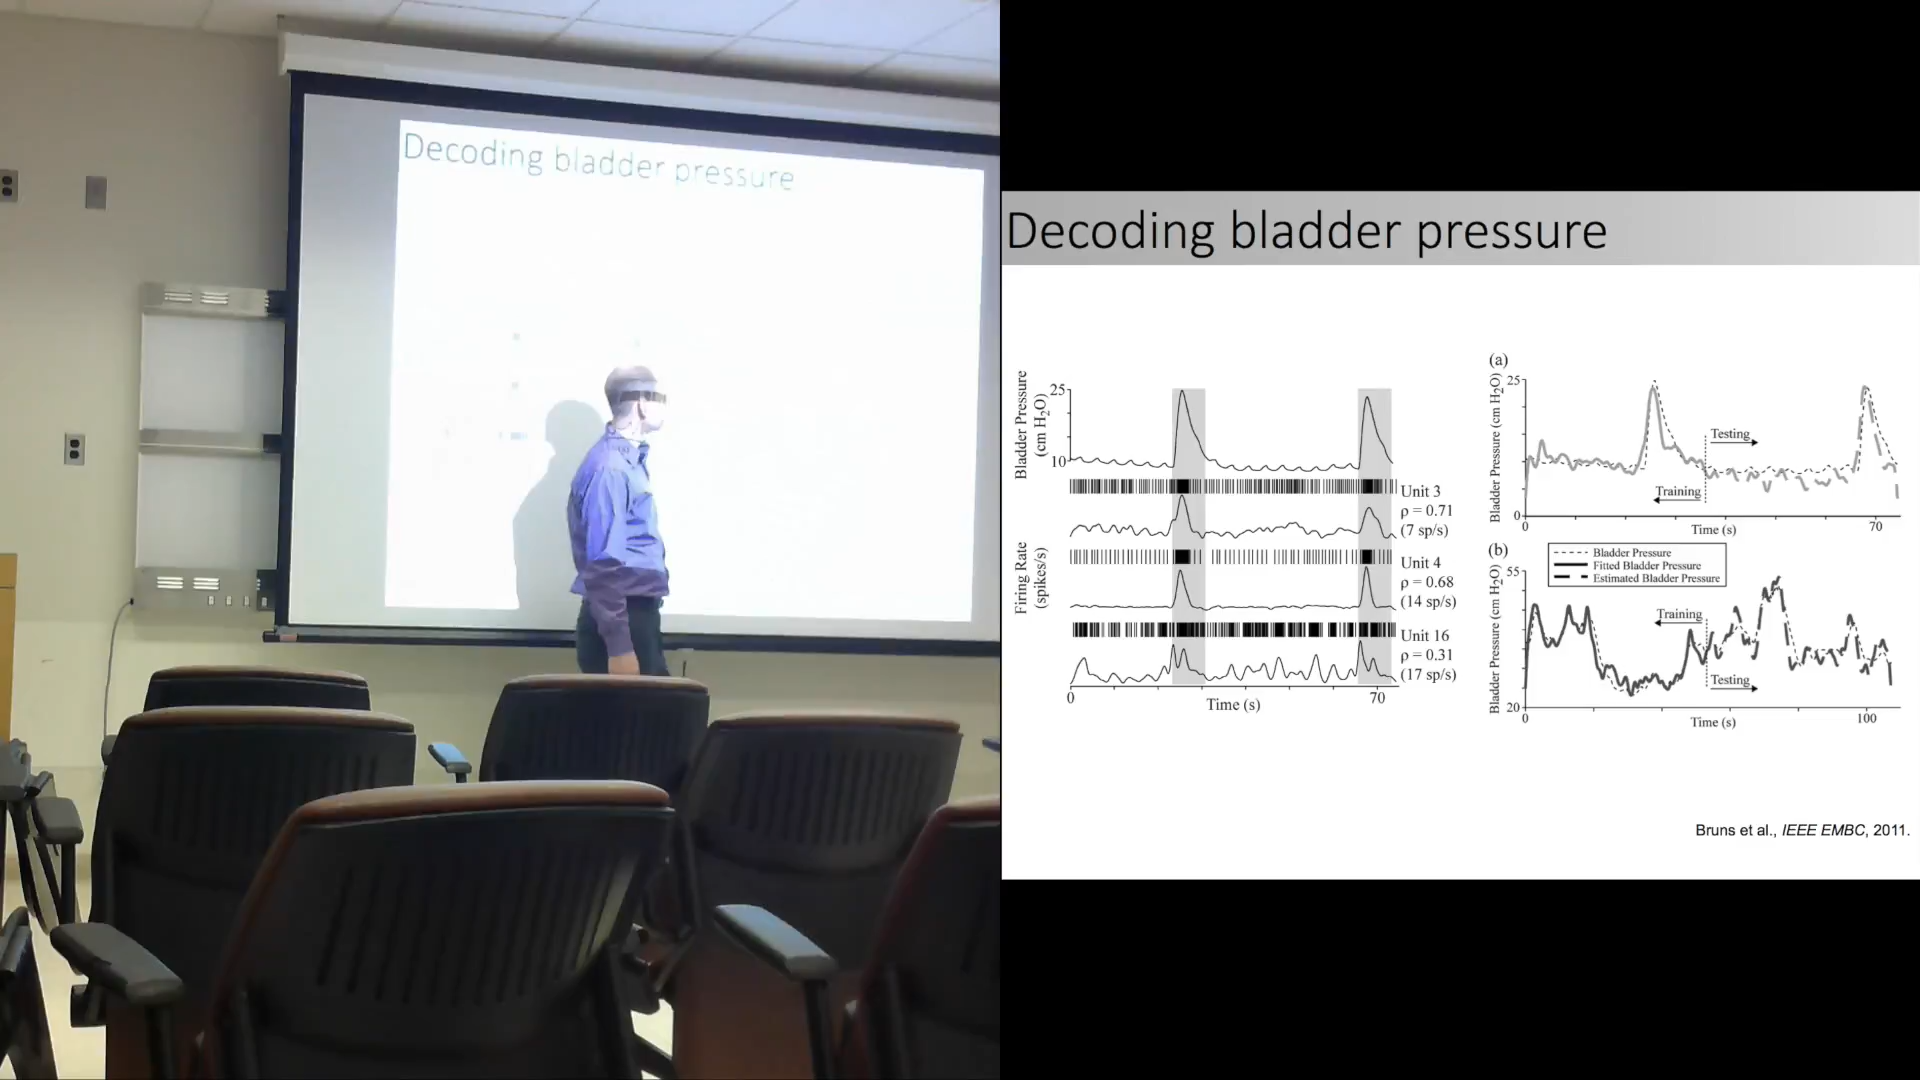 Decoding bladder pressure
Decoding bladder pressure
Bladder Pressure
(cm H₂O)
25
10
Unit 3
ρ = 0.71
(7 sp/s)
Firing Rate
(spikes/s)
Unit 4
ρ = 0.68
(14 sp/s)
Unit 16
ρ = 0.31
(17 sp/s)
0
70
Time (s)
(a)
Bladder Pressure (cm H₂O)
25
0
Testing
Training
0
70
Time (s)
(b)
Bladder Pressure (cm H₂O)
55
20
Bladder Pressure
Fitted Bladder Pressure
Estimated Bladder Pressure
Training
Testing
0
100
Time (s)
Bruns et al., IEEE EMBC, 2011.